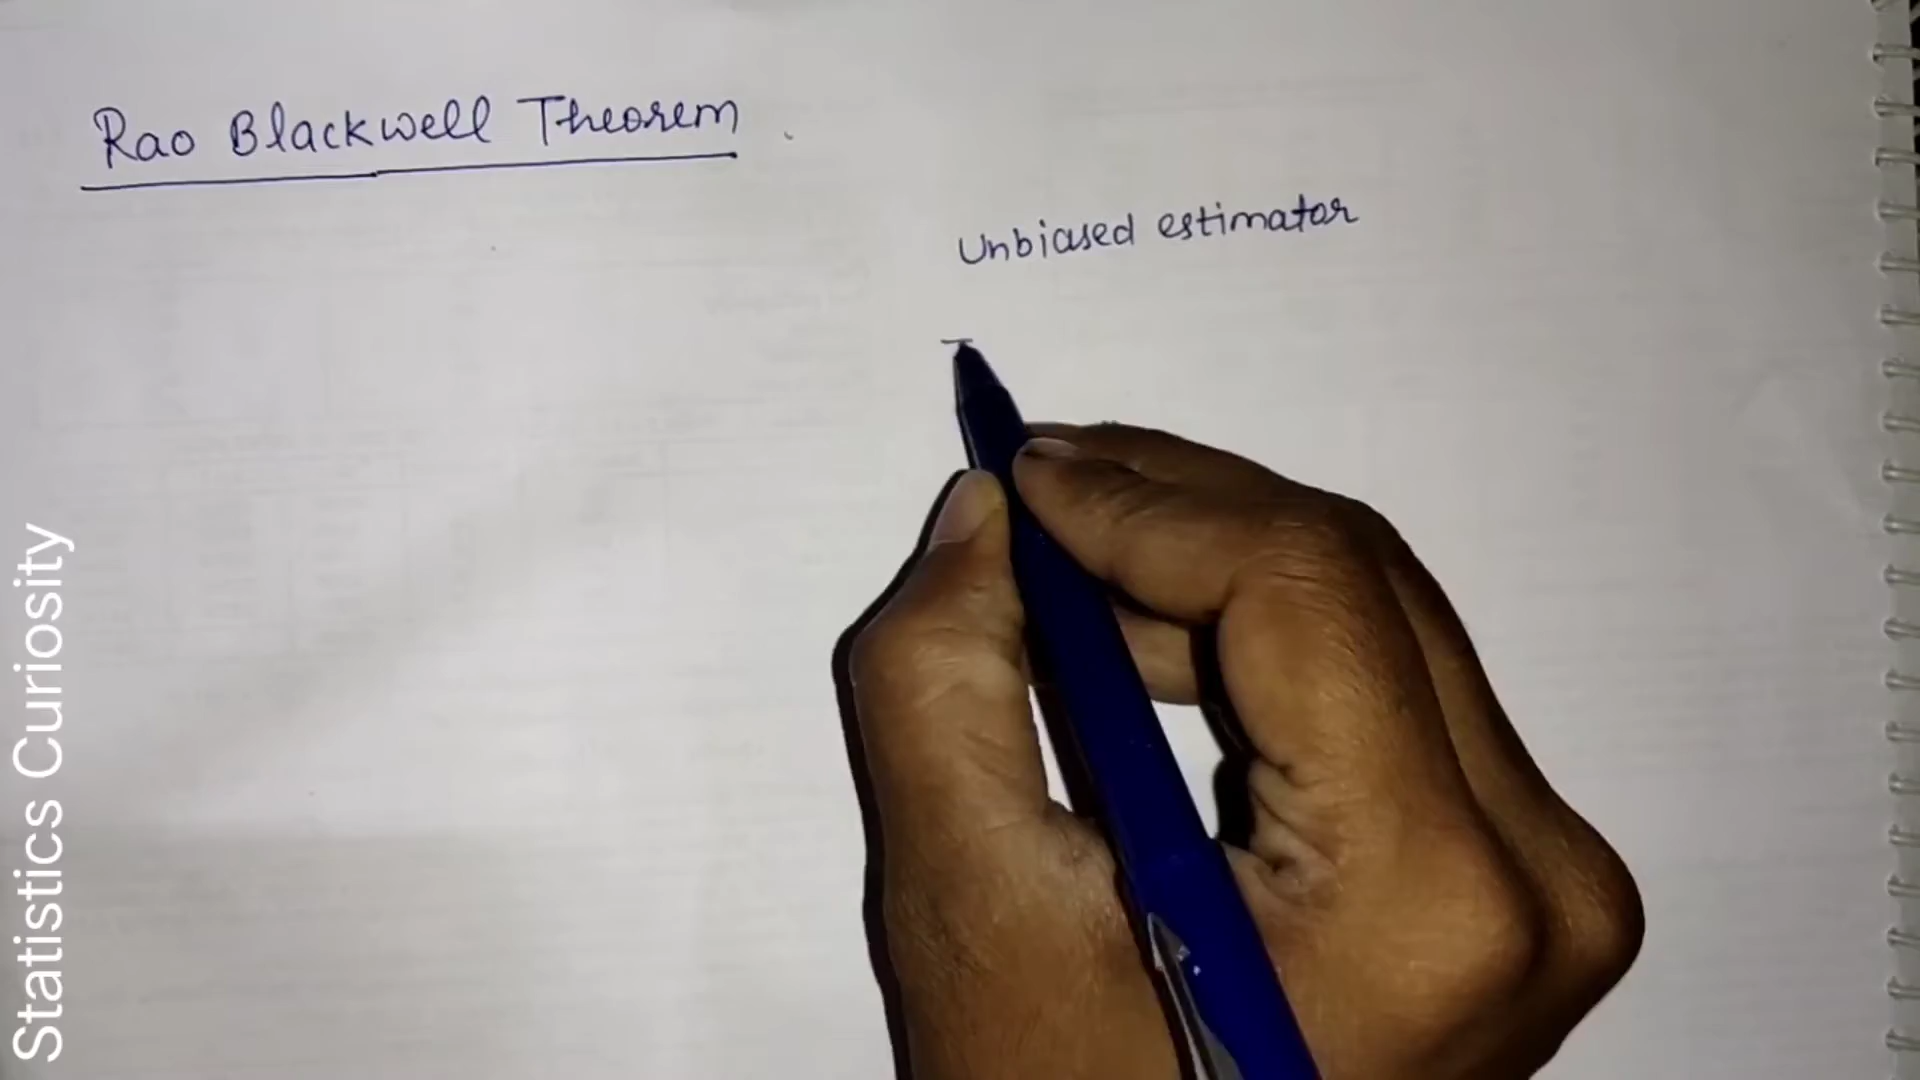 Rao Blackwell Theorem.
Unbiased estimator
Statistics Curiosity